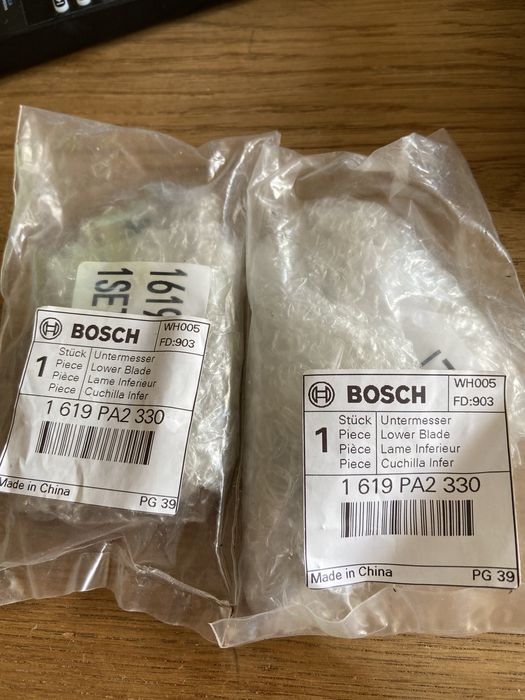 1619
1SET
BOSCH
WH005
FD:903
1
Stück Untermesser
Piece Lower Blade
Pièce Lame Inferieur
Piece Cuchilla Infer
1 619 PA2 330
Made in China
PG 39
BOSCH
WH005
FD:903
1
Stück Untermesser
Piece Lower Blade
Pièce Lame Inferieur
Piece Cuchilla Infer
1 619 PA2 330
Made in China
PG 39